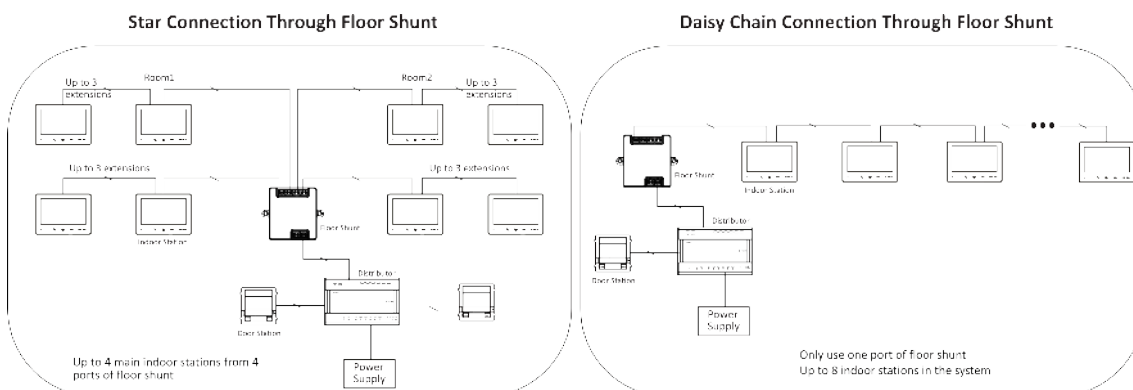 Star Connection Through Floor Shunt
Up to 3
extensions
Room1
Room2
Up to 3
extensions
Up to 3 extensions
Up to 3 extensions
Indoor Station
Floor Shunt
Distributor
Door Station
Power
Supply
Up to 4 main indoor stations from 4
ports of floor shunt
Daisy Chain Connection Through Floor Shunt
Floor Shunt
Indoor Station
Distributor
Door Station
Power
Supply
Only use one port of floor shunt
Up to 8 indoor stations in the system